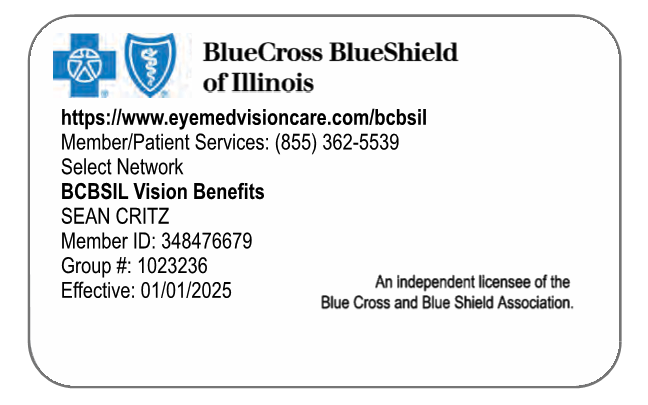 BlueCross BlueShield
of Illinois
https://www.eyemedvisioncare.com/bcbsil
Member/Patient Services: (855) 362-5539
Select Network
BCBSIL Vision Benefits
SEAN CRITZ
Member ID: 348476679
Group #: 1023236
Effective: 01/01/2025
An independent licensee of the
Blue Cross and Blue Shield Association.